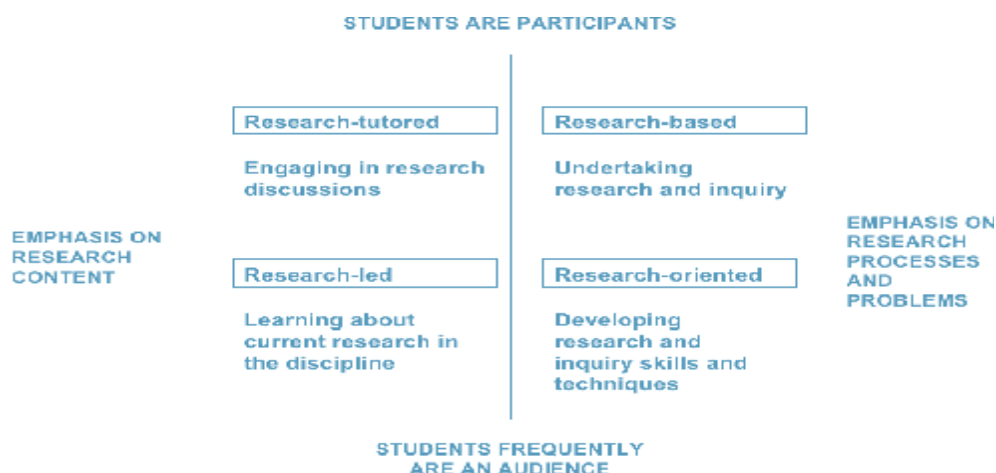 STUDENTS ARE PARTICIPANTS
Research-tutored
Engaging in research
discussions
Research-based
Undertaking
research and inquiry
EMPHASIS ON
RESEARCH
CONTENT
EMPHASIS ON
RESEARCH
PROCESSES
AND
PROBLEMS
Research-led
Learning about
current research in
the discipline
Research-oriented
Developing
research and
inquiry skills and
techniques
STUDENTS FREQUENTLY
ARE AN AUDIENCE